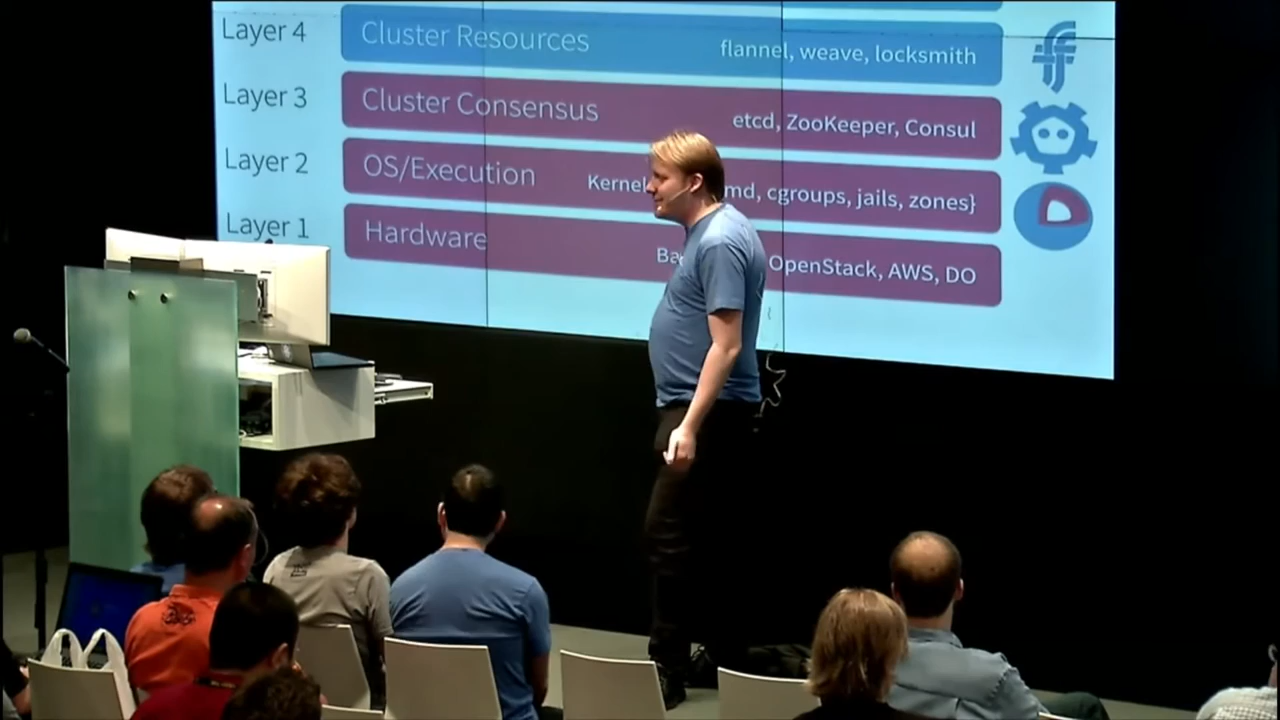 Layer 4 Cluster Resources flannel, weave, locksmith
Layer 3 Cluster Consensus etcd, ZooKeeper, Consul
Layer 2 OS/Execution Kernel md, cgroups, jails, zones}
Layer 1 Hardware Ba OpenStack, AWS, DO